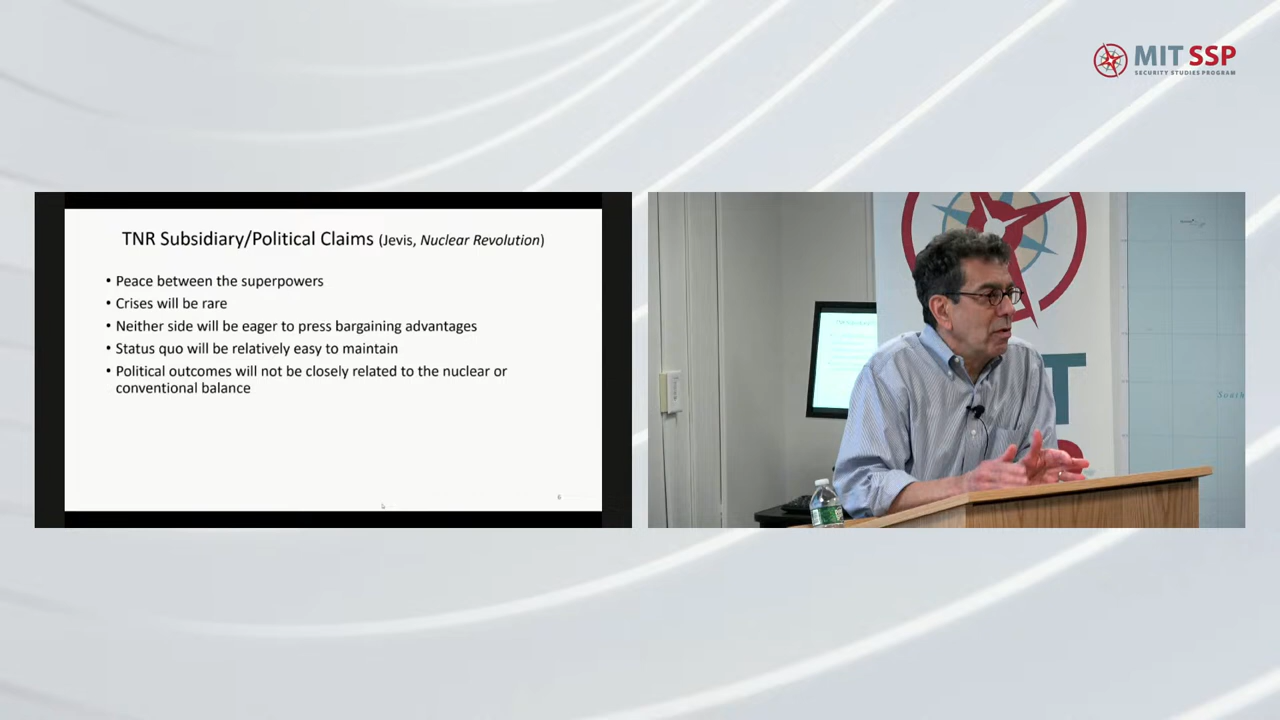 MIT SSP
SECURITY STUDIES PROGRAM
TNR Subsidiary/Political Claims (Jevis, Nuclear Revolution)
• Peace between the superpowers
• Crises will be rare
• Neither side will be eager to press bargaining advantages
• Status quo will be relatively easy to maintain
• Political outcomes will not be closely related to the nuclear or
conventional balance
6
T
South